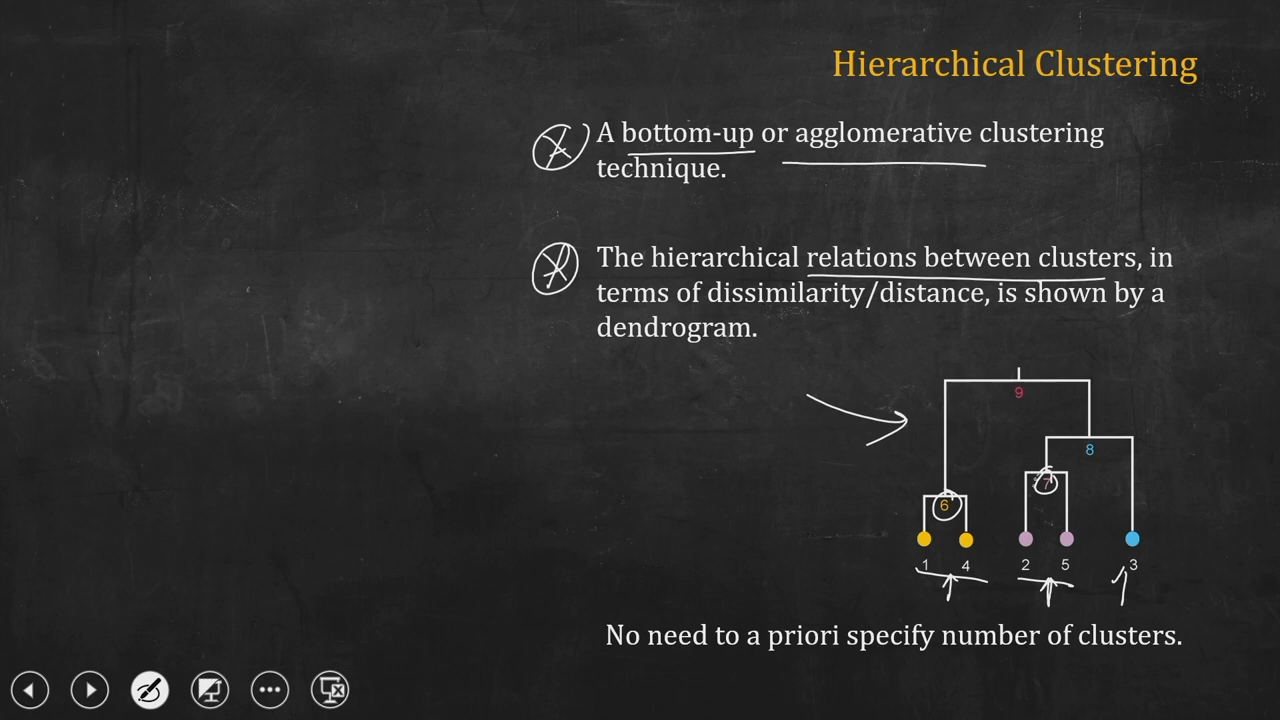 Hierarchical Clustering
A bottom-up or agglomerative clustering
technique.
The hierarchical relations between clusters, in
terms of dissimilarity/distance, is shown by a
dendrogram.
9
8
7
6
1 4 2 5 3
No need to a priori specify number of clusters.